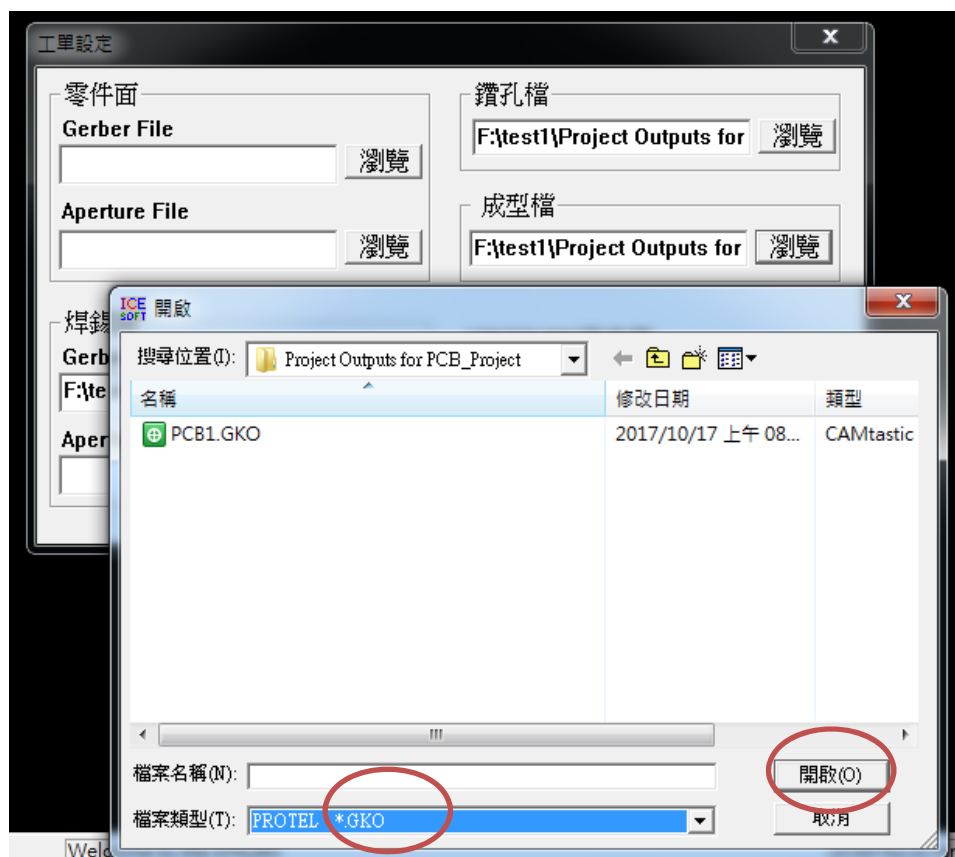 工單設定
x
零件面
Gerber File
瀏覽
Aperture File
瀏覽
鑽孔檔
F:\test1\Project Outputs for
瀏覽
成型檔
F:\test1\Project Outputs for
瀏覽
焊錫
Gerb
F:\te
Aper
ICE SOFT 開啟
x
搜尋位置(I): Project Outputs for PCB_Project
名稱 修改日期 類型
PCB1.GKO 2017/10/17 上午 08... CAMtastic
檔案名稱(N):
開啟(O)
檔案類型(T): PROTEL *.GKO
取消